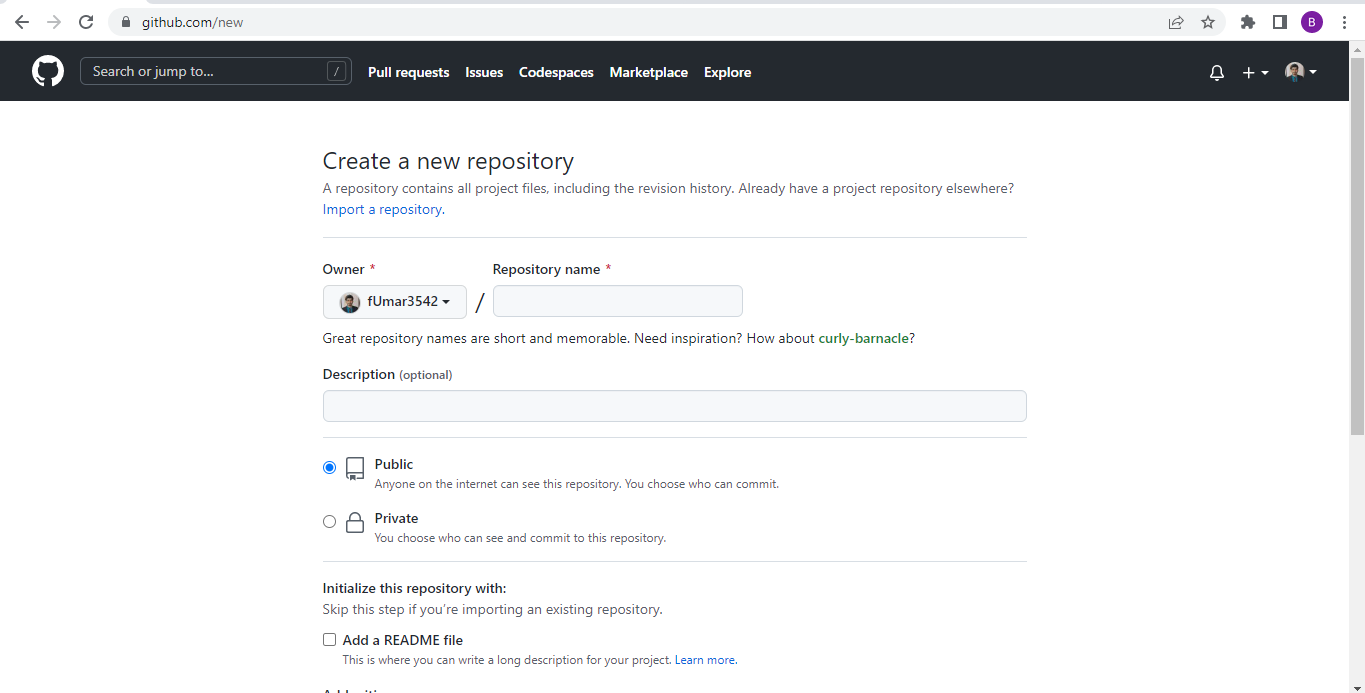 github.com/new
B
Search or jump to... /
Pull requests Issues Codespaces Marketplace Explore
Create a new repository
A repository contains all project files, including the revision history. Already have a project repository elsewhere?
Import a repository.
Owner * Repository name *
fUmar3542 /
Great repository names are short and memorable. Need inspiration? How about curly-barnacle?
Description (optional)
Public
Anyone on the internet can see this repository. You choose who can commit.
Private
You choose who can see and commit to this repository.
Initialize this repository with:
Skip this step if you’re importing an existing repository.
Add a README file
This is where you can write a long description for your project. Learn more.